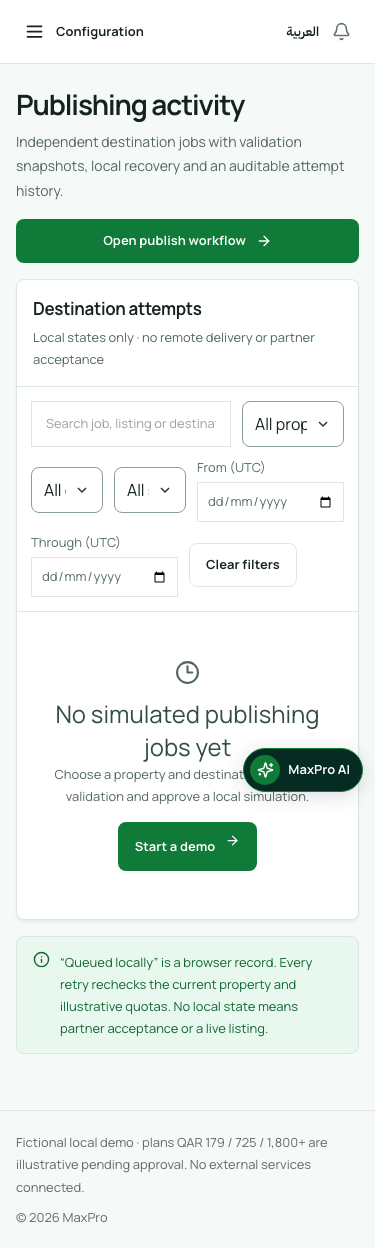 Configuration
العربية
Publishing activity
Independent destination jobs with validation
snapshots, local recovery and an auditable attempt
history.
Open publish workflow
Destination attempts
Local states only · no remote delivery or partner
acceptance
Search job, listing or destina
All prop
All
All
From (UTC)
dd/mm/yyyy
Through (UTC)
dd/mm/yyyy
Clear filters
No simulated publishing
jobs yet
Choose a property and destinat
validation and approve a local simulation.
MaxPro AI
Start a demo
“Queued locally” is a browser record. Every
retry rechecks the current property and
illustrative quotas. No local state means
partner acceptance or a live listing.
Fictional local demo · plans QAR 179 / 725 / 1,800+ are
illustrative pending approval. No external services
connected.
© 2026 MaxPro